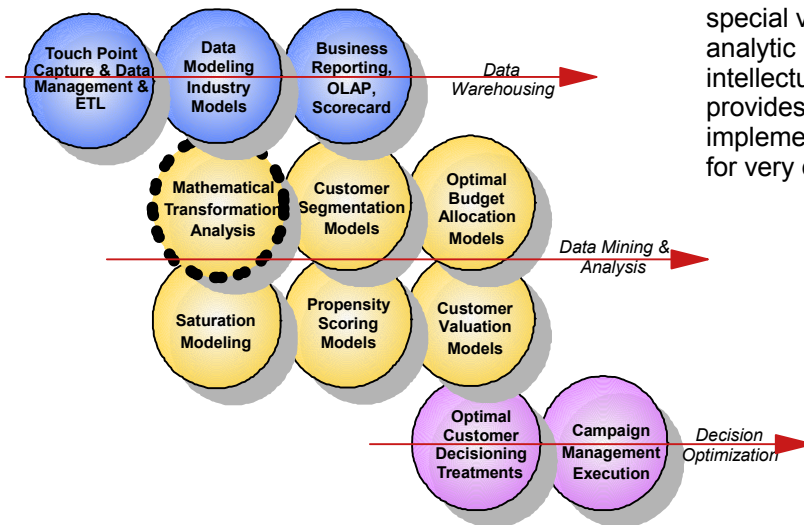 Touch Point
Capture & Data
Management &
ETL
Data
Modeling
Industry
Models
Business
Reporting,
OLAP,
Scorecard
Data
Warehousing
special
analytic
provides
for very
Mathematical
Transformation
Analysis
Customer
Segmentation
Models
Optimal
Budget
Allocation
Models
Data Mining &
Analysis
Saturation
Modeling
Propensity
Scoring
Models
Customer
Valuation
Models
Optimal
Customer
Decisioning
Treatments
Campaign
Management
Execution
Decision
Optimization